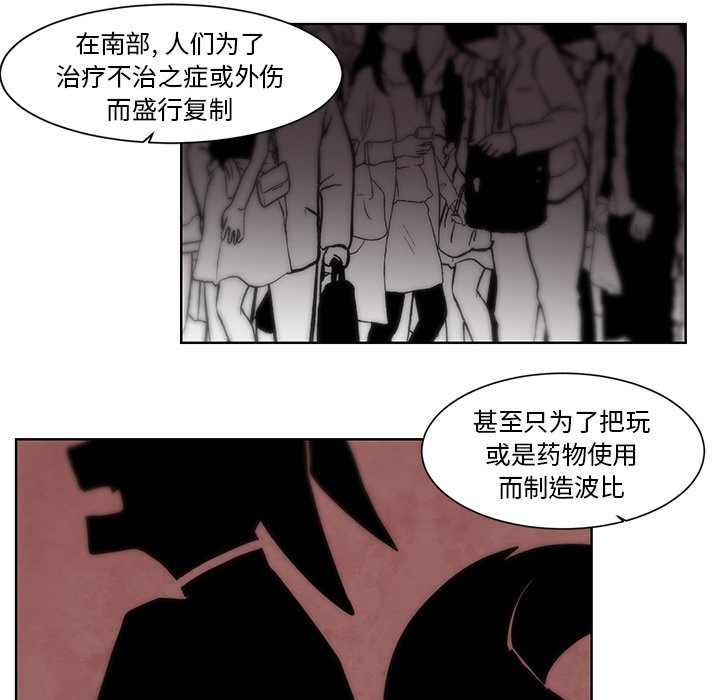 在南部, 人们为了
治疗不治之症或外伤
而盛行复制
甚至只为了把玩
或是药物使用
而制造波比